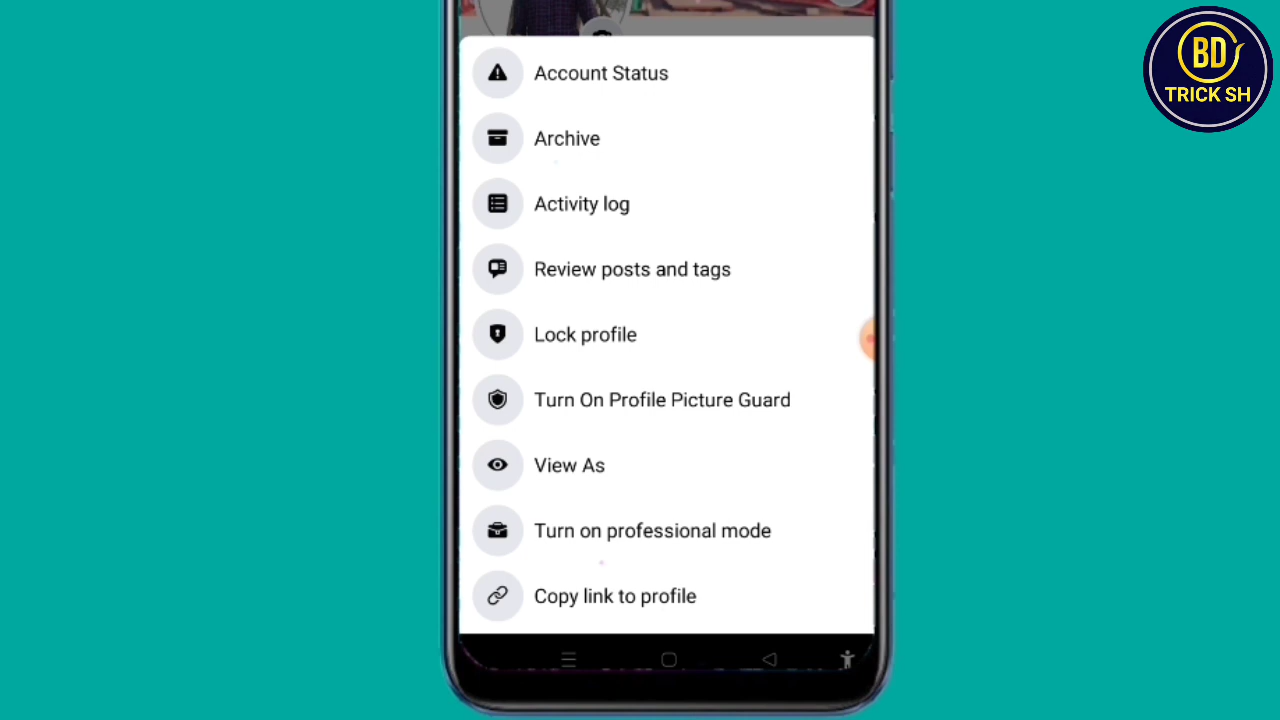 BD
TRICK SH
Account Status
Archive
Activity log
Review posts and tags
Lock profile
Turn On Profile Picture Guard
View As
Turn on professional mode
Copy link to profile